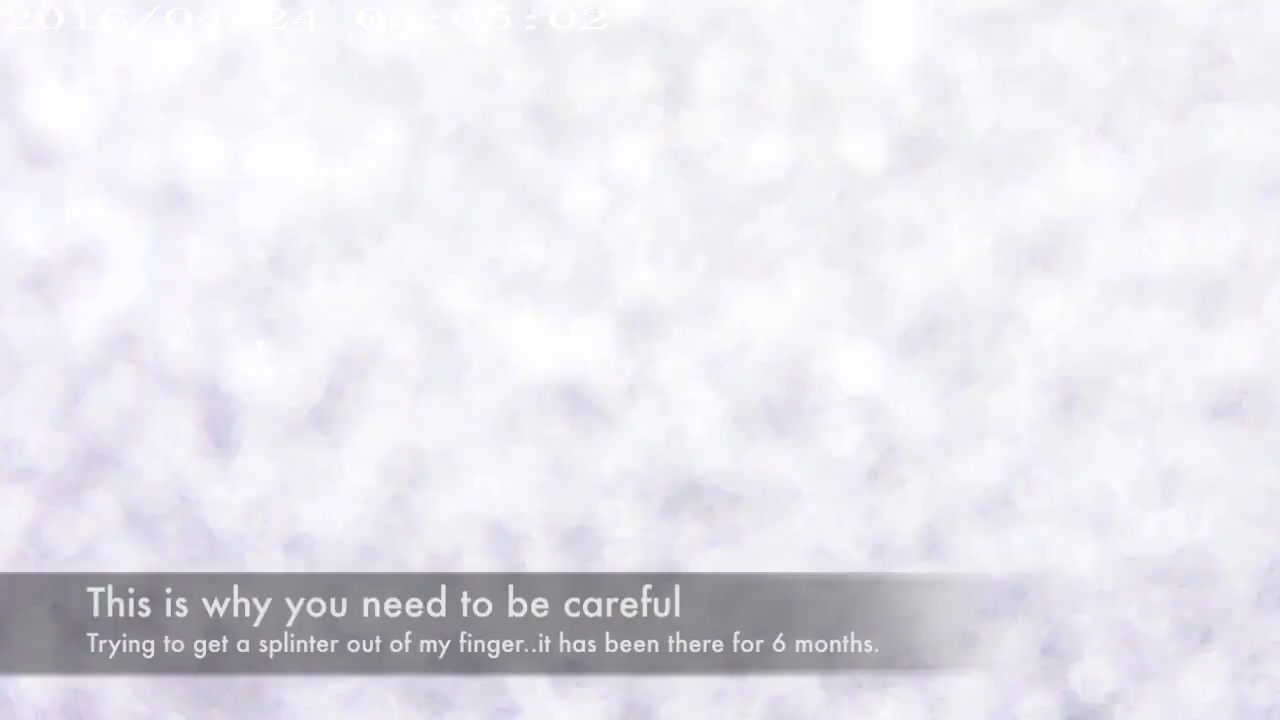 This is why you need to be careful
Trying to get a splinter out of my finger..it has been there for 6 months.